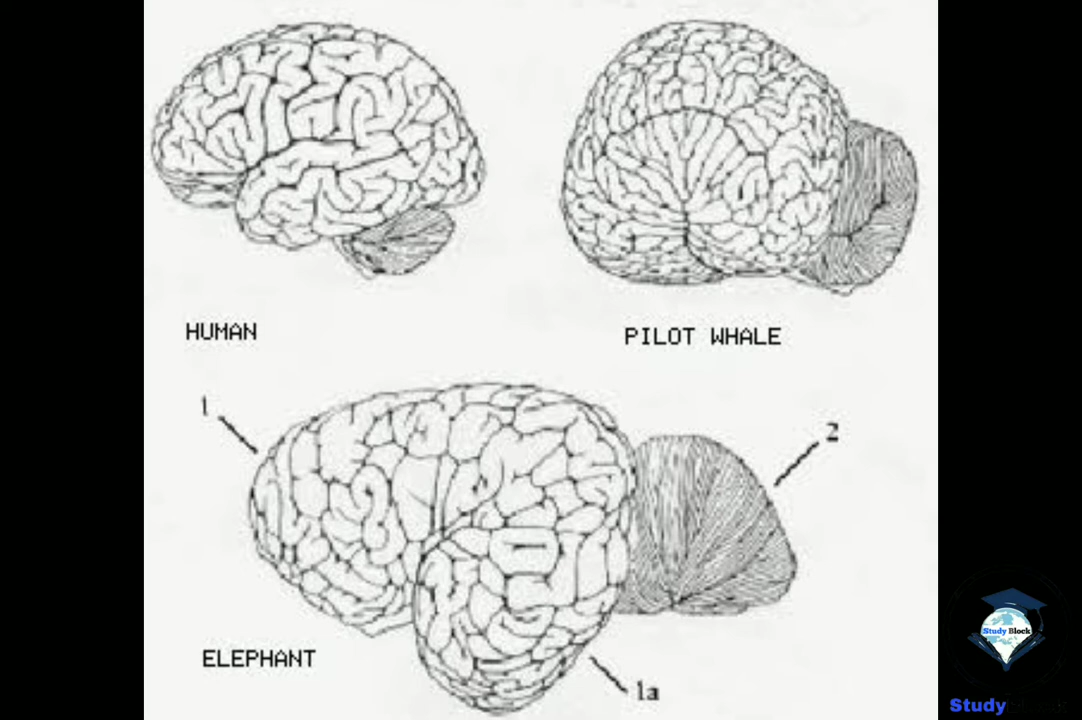 HUMAN
PILOT WHALE
1
2
ELEPHANT
1a
Study Block
Study